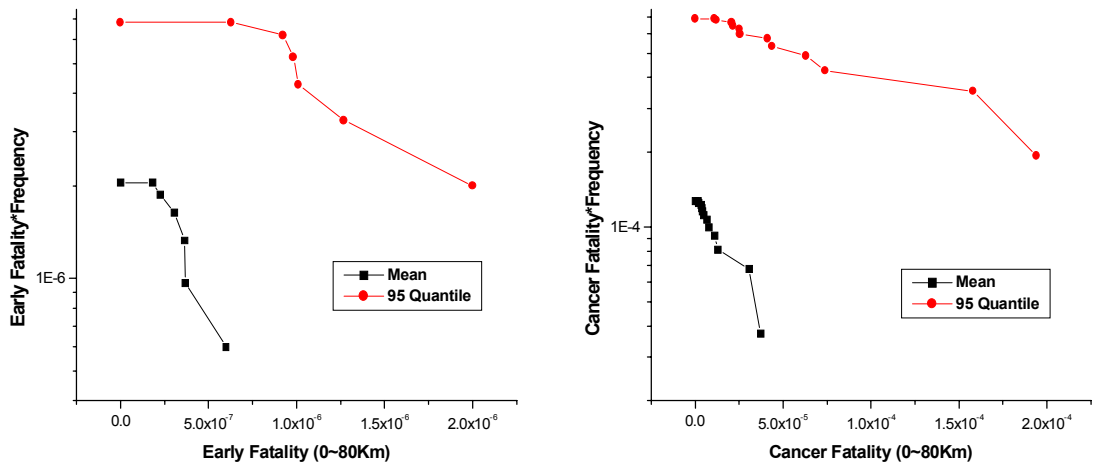 Early Fatality*Frequency
1E-6
Mean
95 Quantile
0.0 5.0x10⁻⁷ 1.0x10⁻⁶ 1.5x10⁻⁶ 2.0x10⁻⁶
Early Fatality (0~80Km)
Cancer Fatality*Frequency
1E-4
Mean
95 Quantile
0.0 5.0x10⁻⁵ 1.0x10⁻⁴ 1.5x10⁻⁴ 2.0x10⁻⁴
Cancer Fatality (0~80Km)